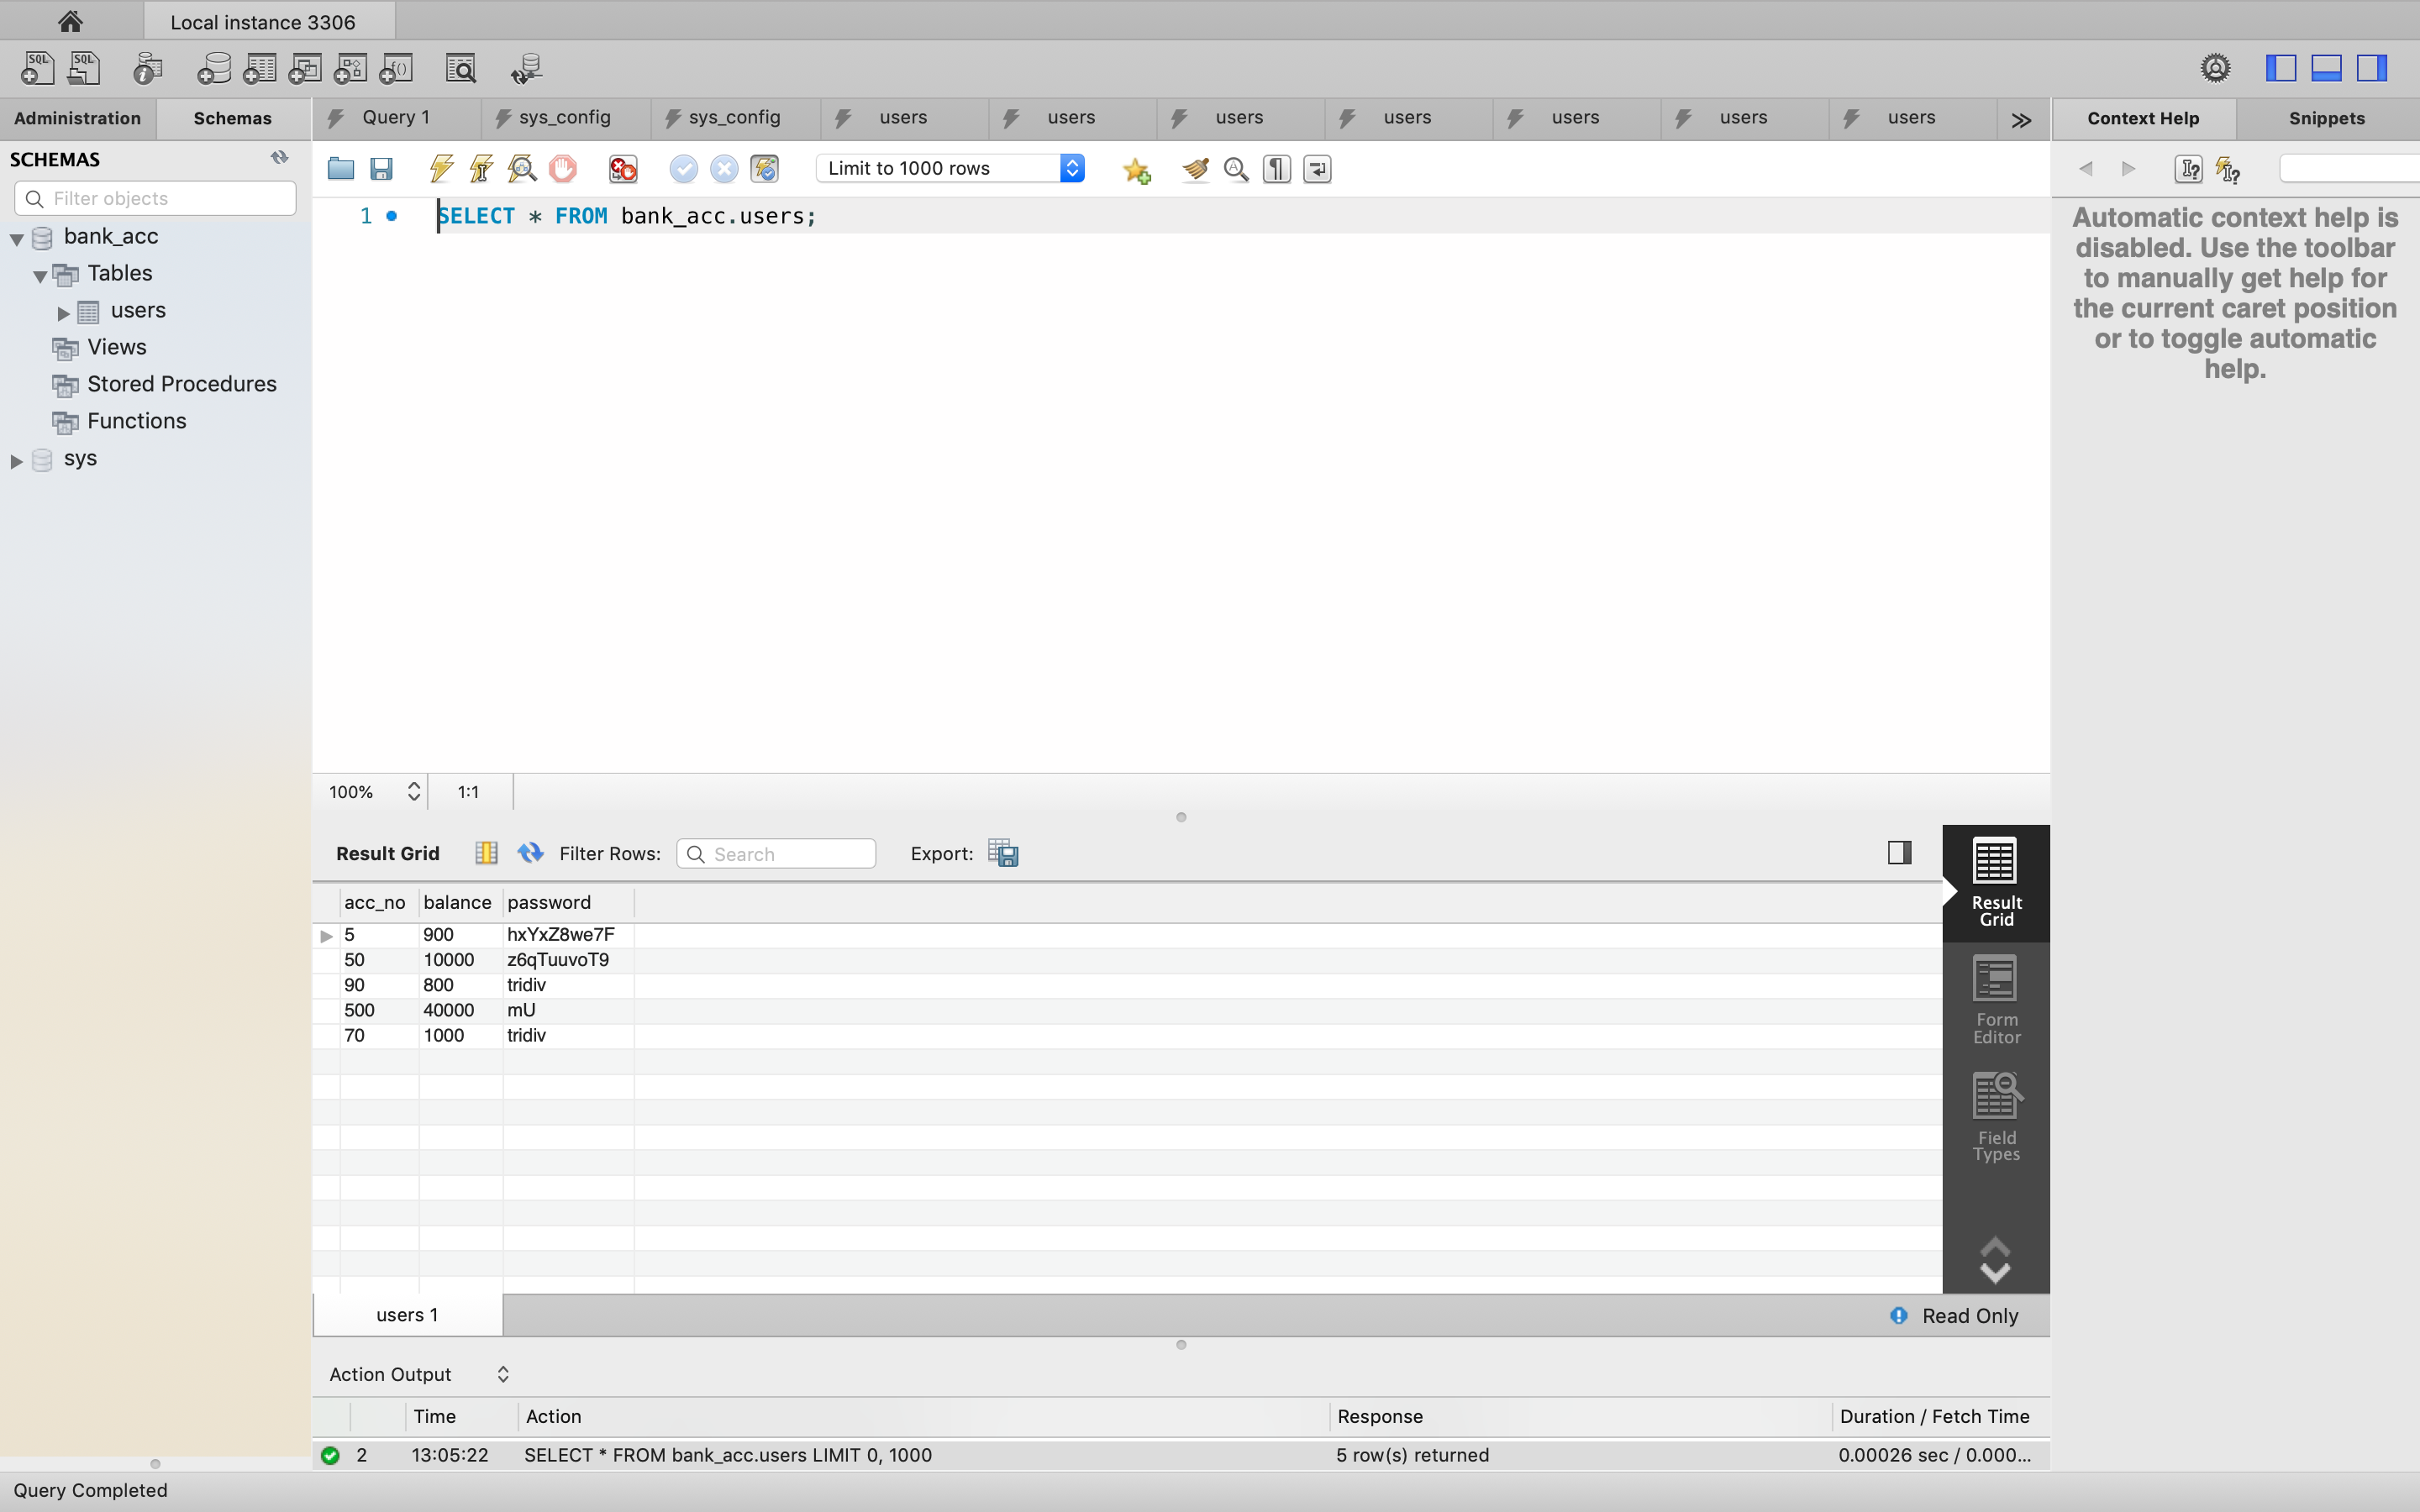 Local instance 3306
SQL SQL
Administration Schemas Query 1 sys_config sys_config users users users users users users users Context Help Snippets
SCHEMAS
Filter objects
bank_acc
Tables
users
Views
Stored Procedures
Functions
sys
Limit to 1000 rows
1 SELECT * FROM bank_acc.users;
Automatic context help is
disabled. Use the toolbar
to manually get help for
the current caret position
or to toggle automatic
help.
100% 1:1
Result Grid Filter Rows: Search Export:
acc_no balance password
5 900 hxYxZ8we7F
50 10000 z6qTuuvoT9
90 800 tridiv
500 40000 mU
70 1000 tridiv
Result
Grid
Form
Editor
Field
Types
users 1 Read Only
Action Output
Time Action Response Duration / Fetch Time
2 13:05:22 SELECT * FROM bank_acc.users LIMIT 0, 1000 5 row(s) returned 0.00026 sec / 0.000...
Query Completed